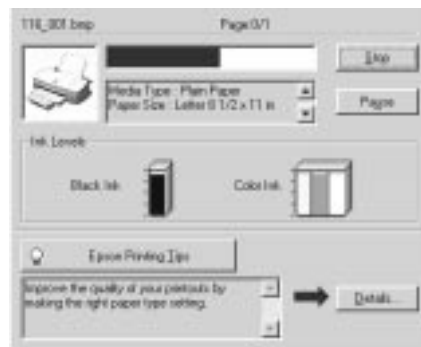 116_001.bmp Page:0/1
Stop
Media Type : Plain Paper
Paper Size : Letter 8 1/2 x 11 in
Pause
Ink Levels
Black Ink Color Ink
Epson Printing Tips
Improve the quality of your printouts by
making the right paper type setting.
Details...